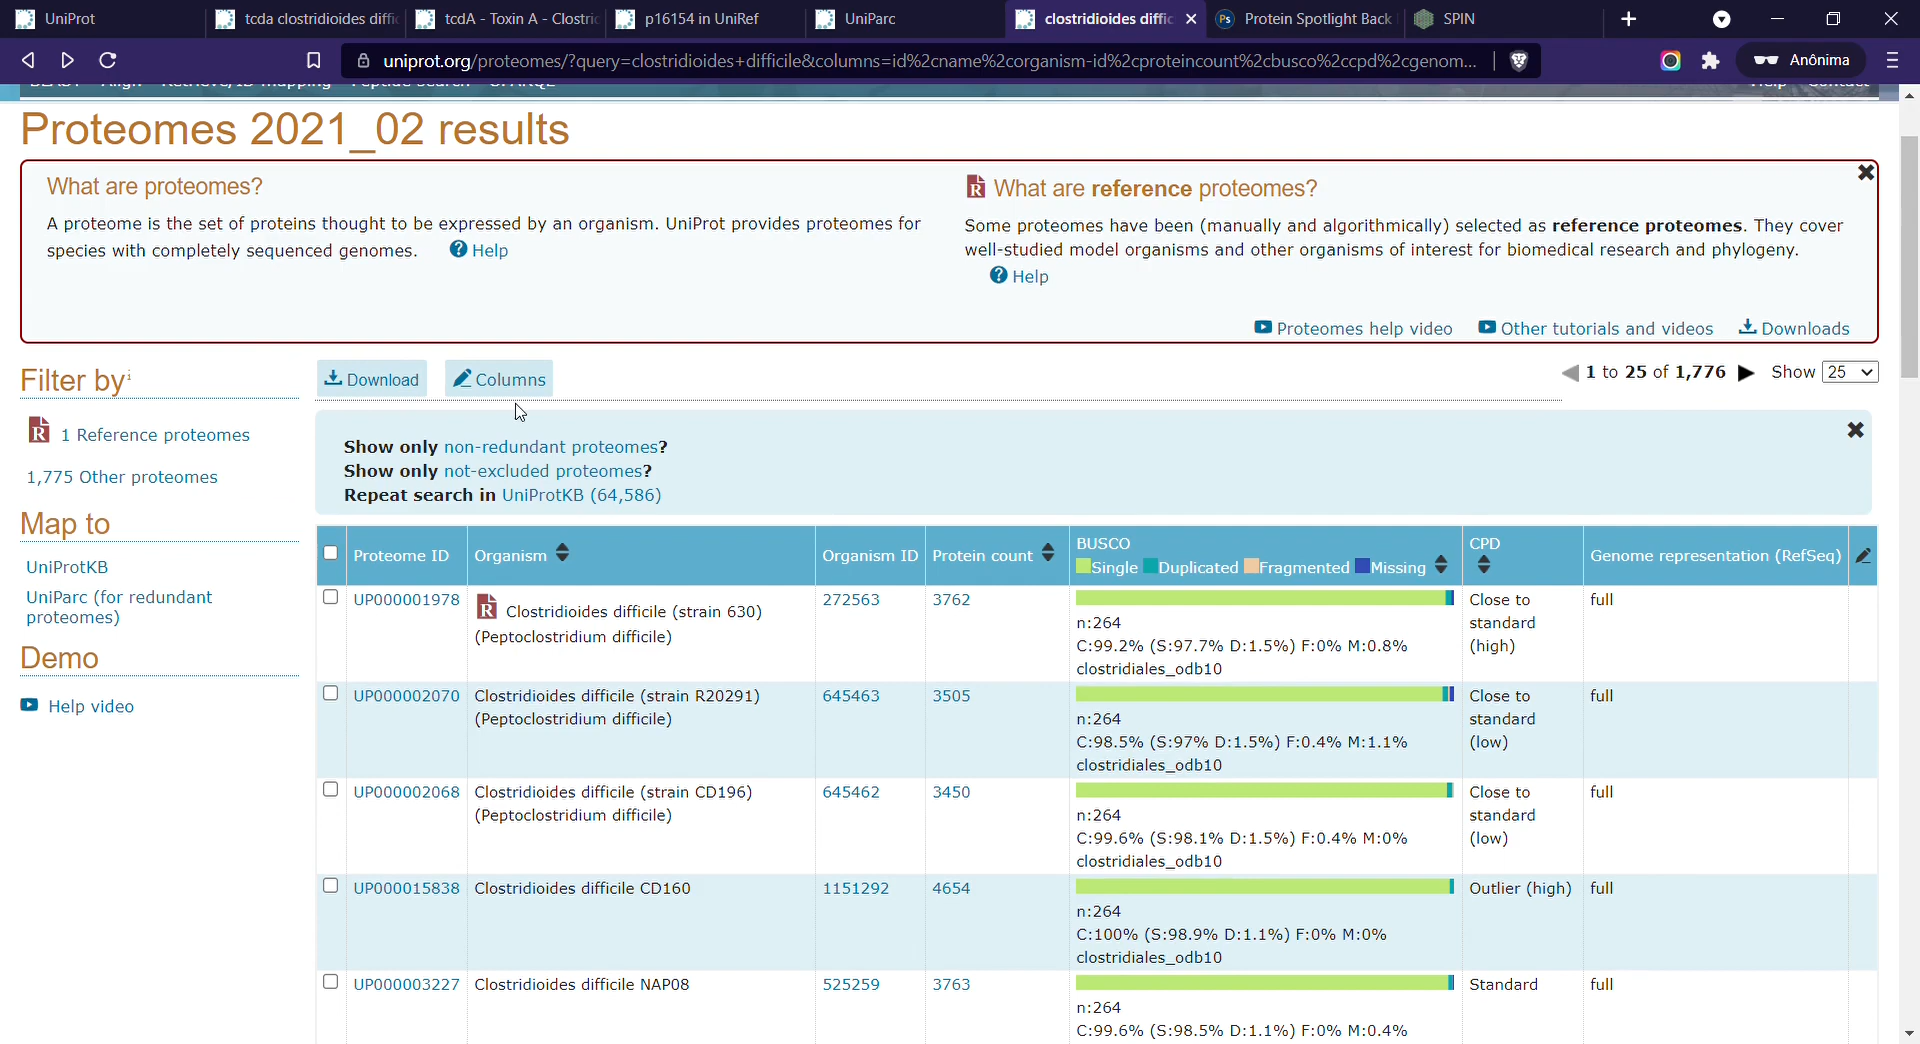 UniProt
tcda clostridioides diffi
tcdA - Toxin A - Clostri
p16154 in UniRef
UniParc
clostridioides diffic
Protein Spotlight Back
SPIN
uniprot.org/proteomes/?query=clostridioides+difficile&columns=id%2cname%2corganism-id%2cproteincount%2cbusco%2ccpd%2cgenom...
Anônima
BLAST Align Retrieve/ID mapping Peptide search SPARQL
Help Contact
Proteomes 2021_02 results
What are proteomes?
A proteome is the set of proteins thought to be expressed by an organism. UniProt provides proteomes for
species with completely sequenced genomes. Help
What are reference proteomes?
Some proteomes have been (manually and algorithmically) selected as reference proteomes. They cover
well-studied model organisms and other organisms of interest for biomedical research and phylogeny.
Help
Proteomes help video Other tutorials and videos Downloads
Filter by i
1 Reference proteomes
1,775 Other proteomes
Map to
UniProtKB
UniParc (for redundant
proteomes)
Demo
Help video
Download Columns
1 to 25 of 1,776 Show 25
Show only non-redundant proteomes?
Show only not-excluded proteomes?
Repeat search in UniProtKB (64,586)
Proteome ID Organism Organism ID Protein count BUSCO CPD Genome representation (RefSeq)
Single Duplicated Fragmented Missing
UP000001978 Clostridioides difficile (strain 630) 272563 3762 Close to full
(Peptoclostridium difficile) n:264 standard
C:99.2% (S:97.7% D:1.5%) F:0% M:0.8% (high)
clostridiales_odb10
UP000002070 Clostridioides difficile (strain R20291) 645463 3505 Close to full
(Peptoclostridium difficile) n:264 standard
C:98.5% (S:97% D:1.5%) F:0.4% M:1.1% (low)
clostridiales_odb10
UP000002068 Clostridioides difficile (strain CD196) 645462 3450 Close to full
(Peptoclostridium difficile) n:264 standard
C:99.6% (S:98.1% D:1.5%) F:0.4% M:0% (low)
clostridiales_odb10
UP000015838 Clostridioides difficile CD160 1151292 4654 Outlier (high) full
n:264
C:100% (S:98.9% D:1.1%) F:0% M:0%
clostridiales_odb10
UP000003227 Clostridioides difficile NAP08 525259 3763 Standard full
n:264
C:99.6% (S:98.5% D:1.1%) F:0% M:0.4%